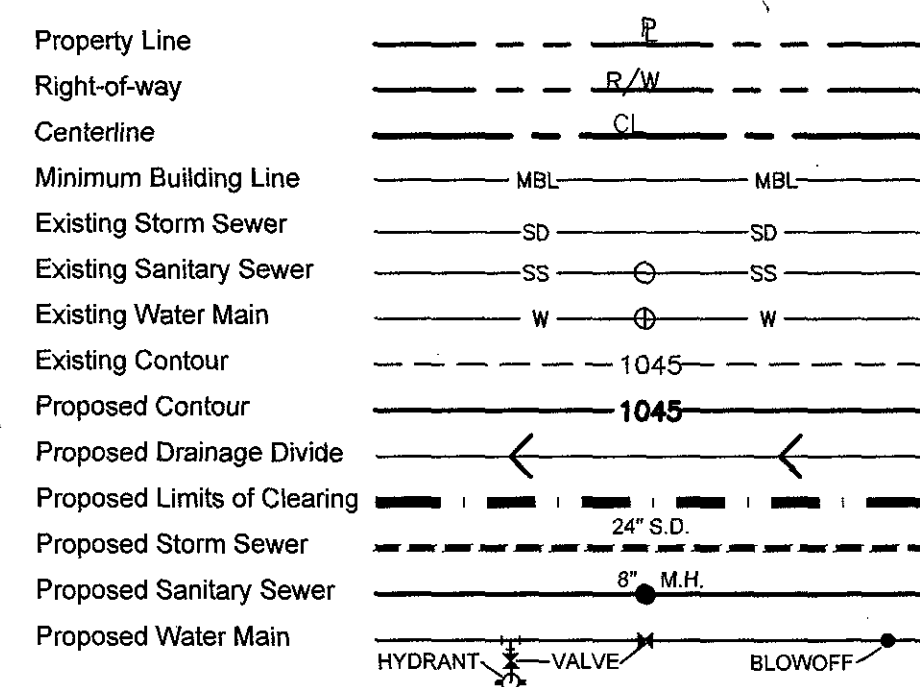 Property Line PL
Right-of-way R/W
Centerline CL
Minimum Building Line MBL MBL
Existing Storm Sewer SD SD
Existing Sanitary Sewer SS SS
Existing Water Main W W
Existing Contour 1045
Proposed Contour 1045
Proposed Drainage Divide
Proposed Limits of Clearing
Proposed Storm Sewer 24" S.D.
Proposed Sanitary Sewer 8" M.H.
Proposed Water Main
HYDRANT VALVE BLOWOFF